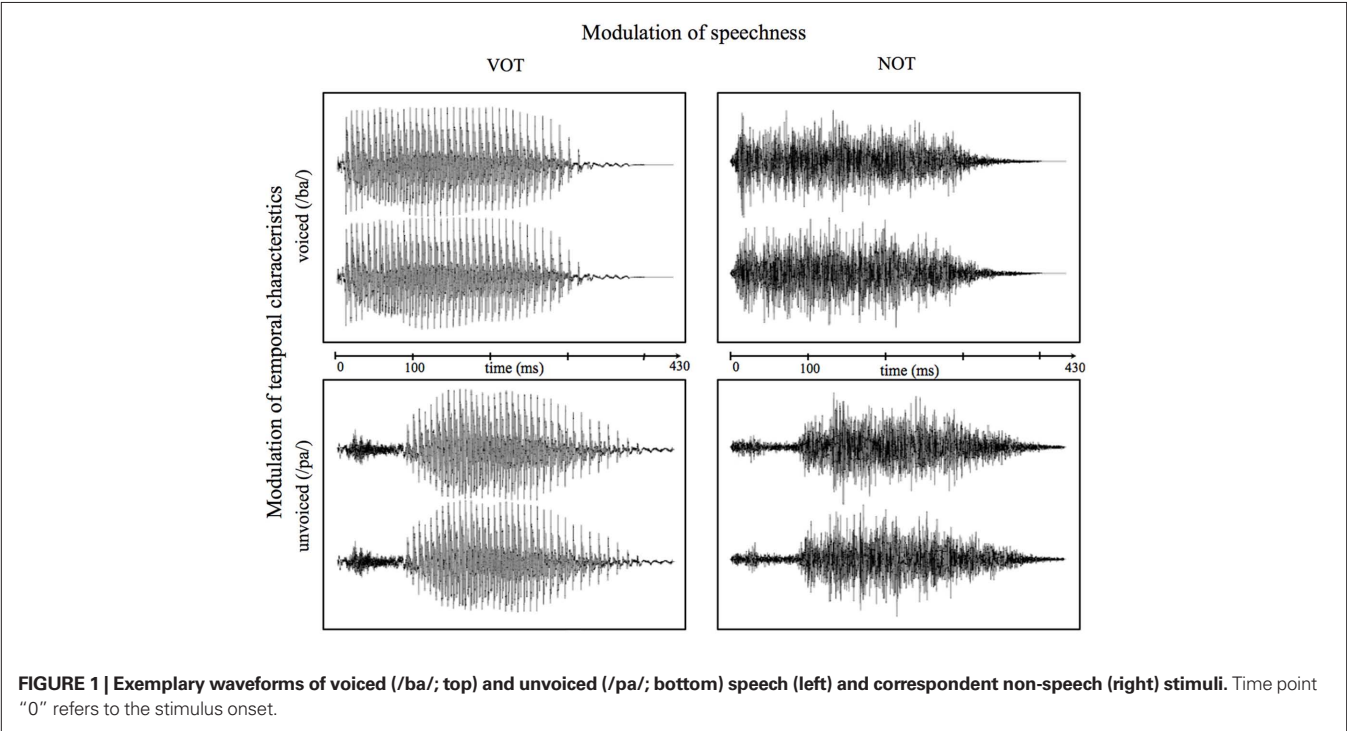 Modulation of speechness
VOT NOT
Modulation of temporal characteristics
voiced (/ba/)
0 100 time (ms) 430 0 100 time (ms) 430
unvoiced (/pa/)
FIGURE 1 | Exemplary waveforms of voiced (/ba/; top) and unvoiced (/pa/; bottom) speech (left) and correspondent non-speech (right) stimuli. Time point
“0” refers to the stimulus onset.